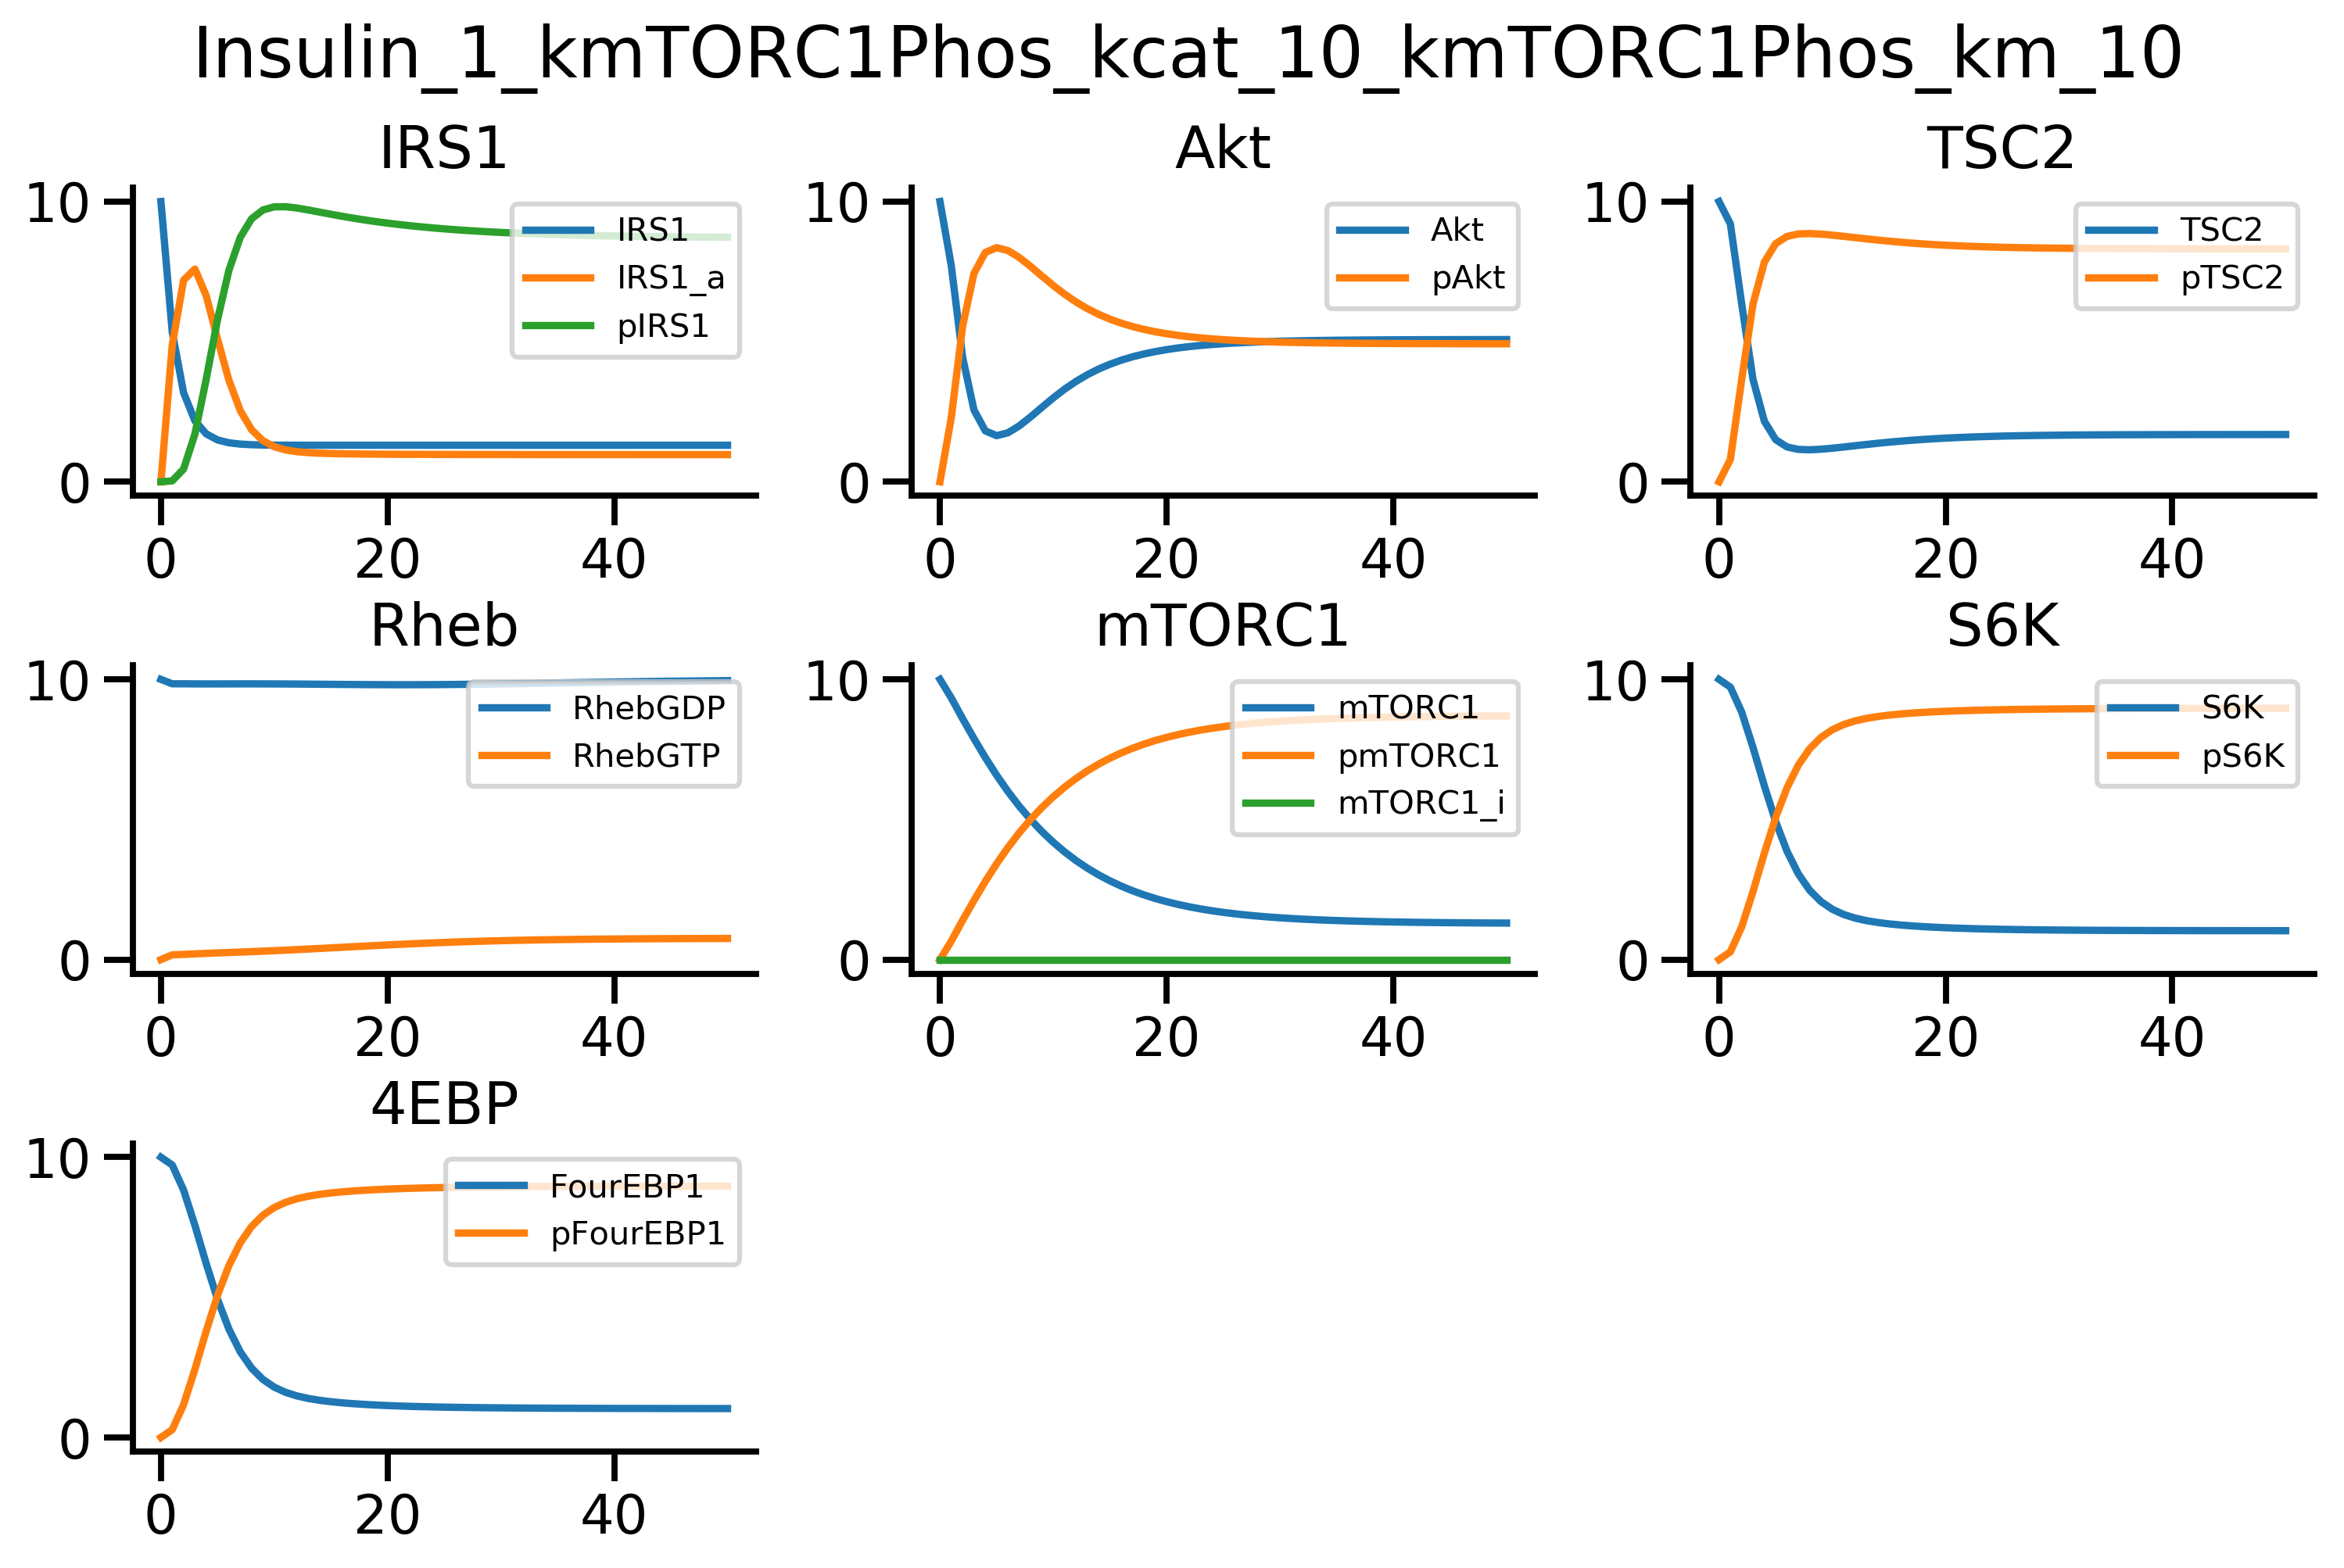 Insulin_1_kmTORC1Phos_kcat_10_kmTORC1Phos_km_10
IRS1
10
0
0 20 40
IRS1
IRS1_a
pIRS1
Akt
10
0
0 20 40
Akt
pAkt
TSC2
10
0
0 20 40
TSC2
pTSC2
Rheb
10
0
0 20 40
RhebGDP
RhebGTP
mTORC1
10
0
0 20 40
mTORC1
pmTORC1
mTORC1_i
S6K
10
0
0 20 40
S6K
pS6K
4EBP
10
0
0 20 40
FourEBP1
pFourEBP1